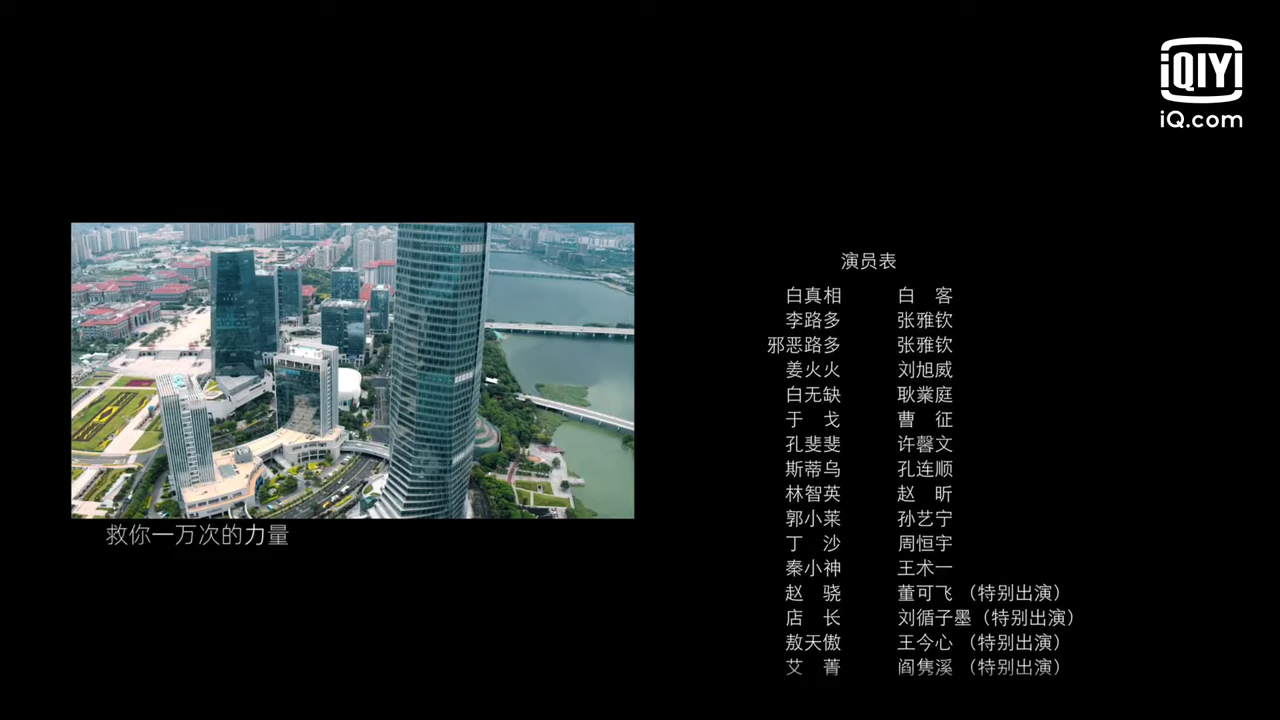 iQIYI
iQ.com
演员表
白真相 白 客
李路多 张雅钦
邪恶路多 张雅钦
姜火火 刘旭威
白无缺 耿業庭
于 戈 曹 征
孔斐斐 许馨文
斯蒂乌 孔连顺
林智英 赵 昕
郭小莱 孙艺宁
丁 沙 周恒宇
秦小神 王术一
赵 骁 董可飞 （特别出演）
店 长 刘循子墨（特别出演）
敖天傲 王今心 （特别出演）
艾 菁 阎隽溪 （特别出演）
救你一万次的力量